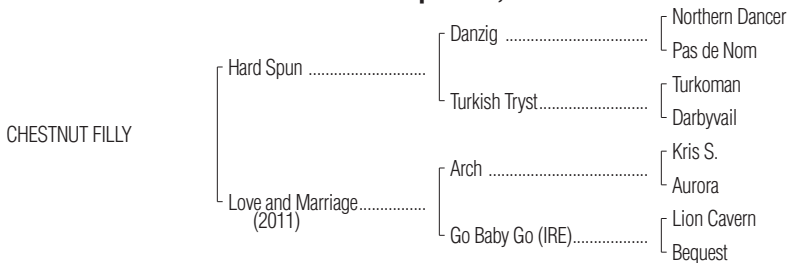 Northern Dancer
Danzig
Pas de Nom
Hard Spun
Turkoman
Turkish Tryst
Darbyvail
CHESTNUT FILLY
Kris S.
Arch
Aurora
Love and Marriage
(2011)
Lion Cavern
Go Baby Go (IRE)
Bequest